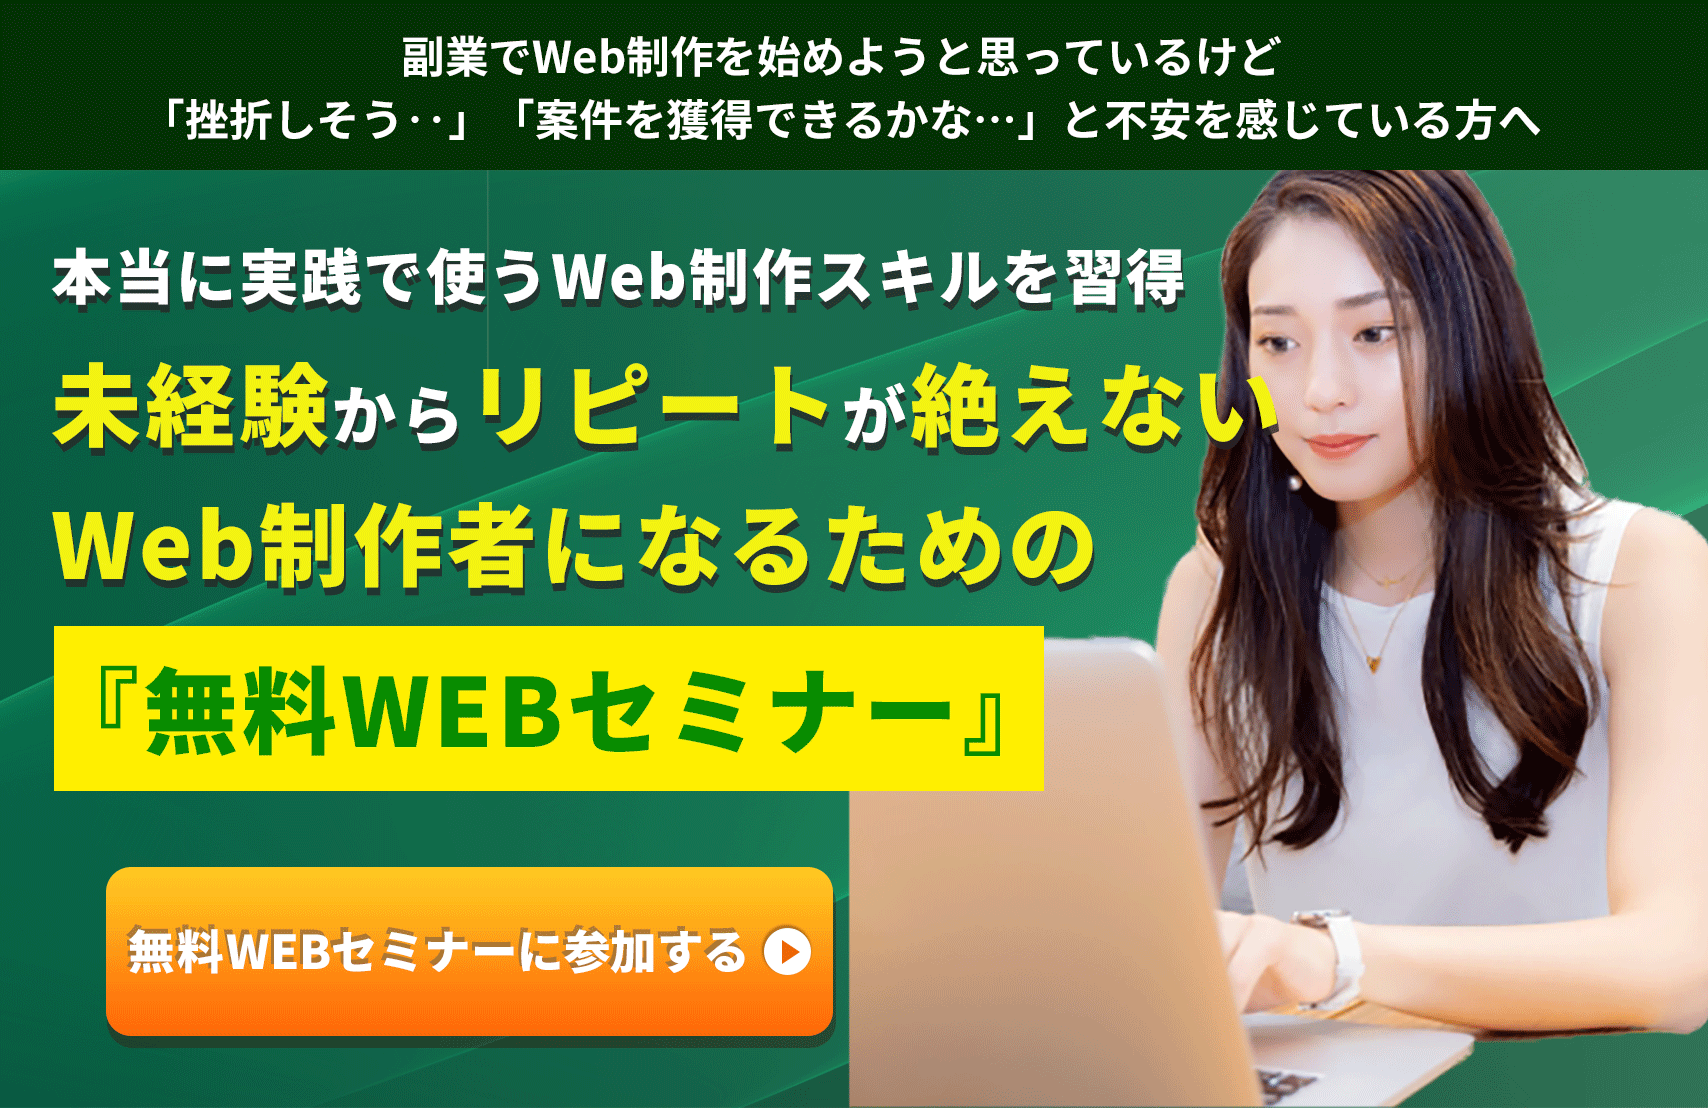 副業でWeb制作を始めようと思っているけど
「挫折しそう‥」「案件を獲得できるかな…」と不安を感じている方へ
本当に実践で使うWeb制作スキルを習得
未経験からリピートが絶えない
Web制作者になるための
『無料WEBセミナー』
無料WEBセミナーに参加する